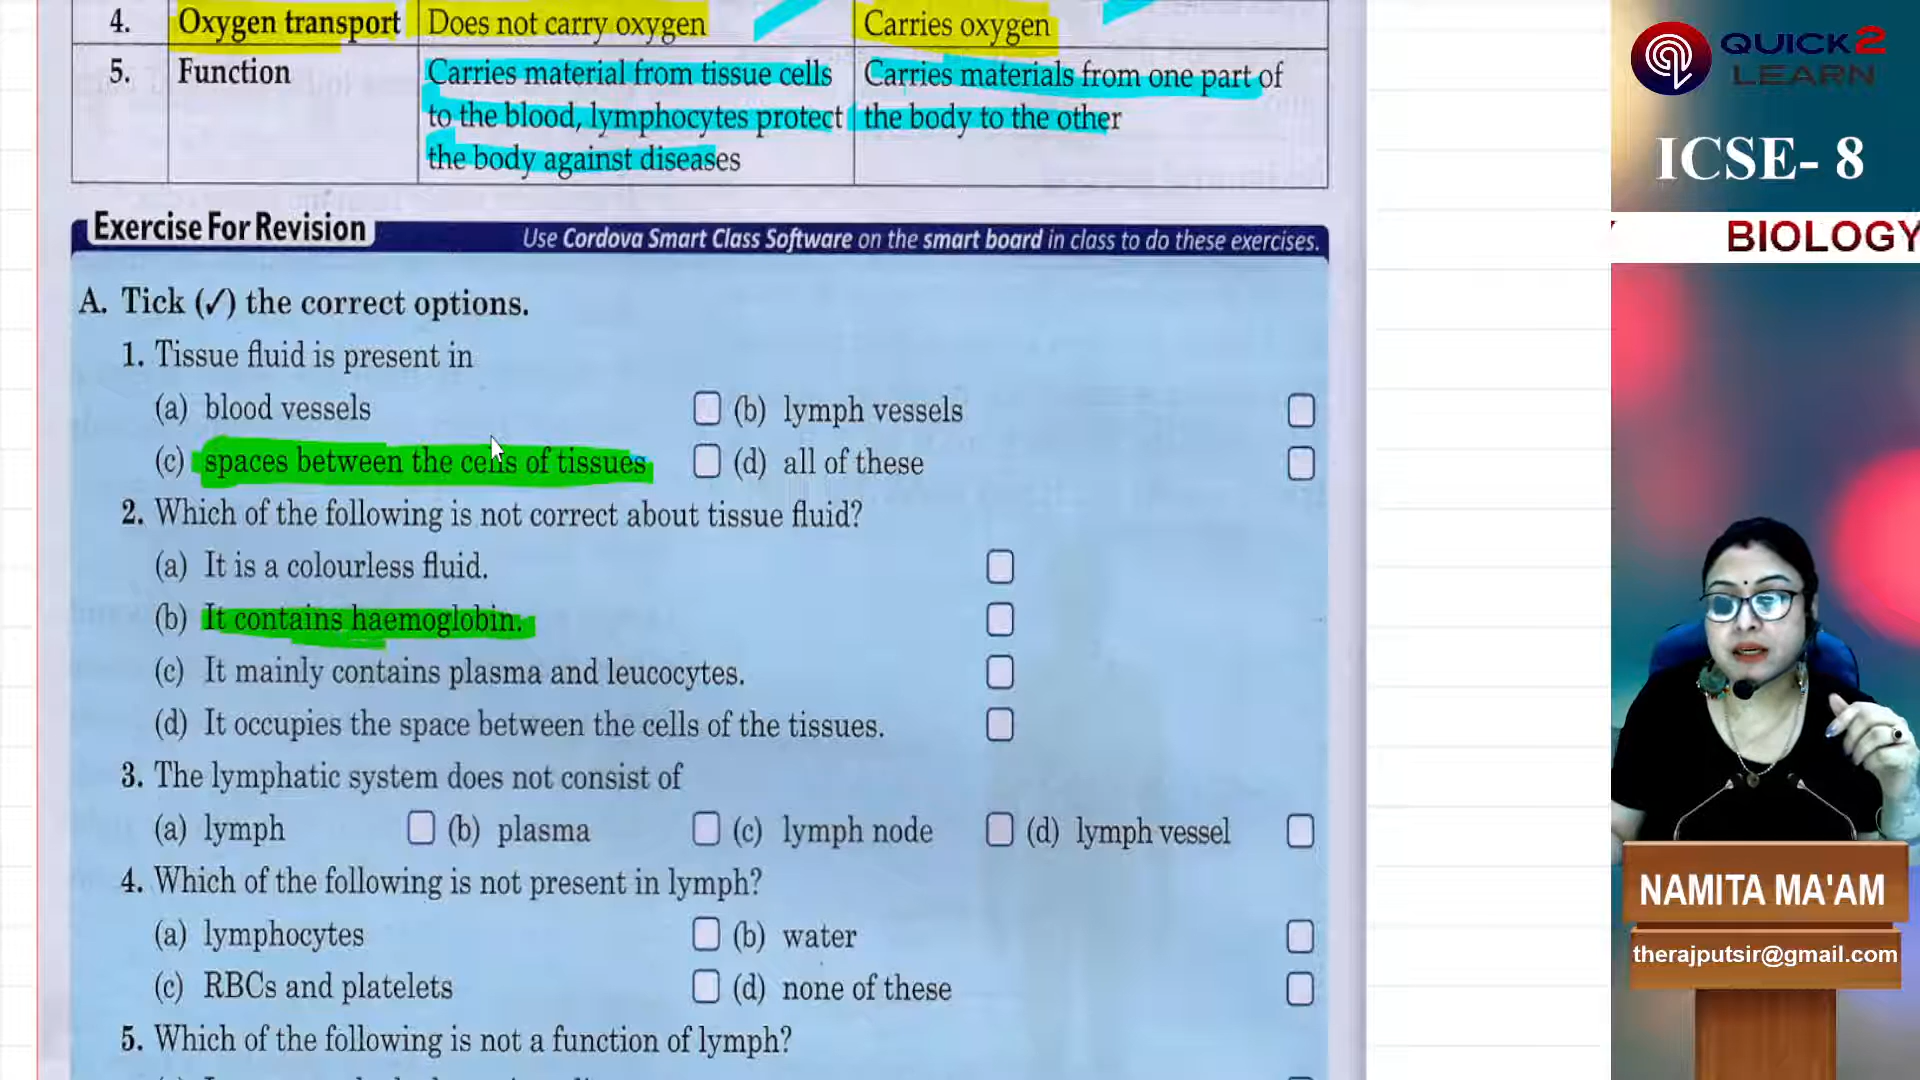 4. Oxygen transport Does not carry oxygen Carries oxygen
5. Function Carries material from tissue cells to the blood, lymphocytes protect the body against diseases Carries materials from one part of the body to the other
Exercise For Revision
Use Cordova Smart Class Software on the smart board in class to do these exercises.
A. Tick (✓) the correct options.
1. Tissue fluid is present in
(a) blood vessels (b) lymph vessels
(c) spaces between the cells of tissues (d) all of these
2. Which of the following is not correct about tissue fluid?
(a) It is a colourless fluid.
(b) It contains haemoglobin.
(c) It mainly contains plasma and leucocytes.
(d) It occupies the space between the cells of the tissues.
3. The lymphatic system does not consist of
(a) lymph (b) plasma (c) lymph node (d) lymph vessel
4. Which of the following is not present in lymph?
(a) lymphocytes (b) water
(c) RBCs and platelets (d) none of these
5. Which of the following is not a function of lymph?
QUICK2
LEARN
ICSE- 8
BIOLOGY
NAMITA MA'AM
therajputsir@gmail.com